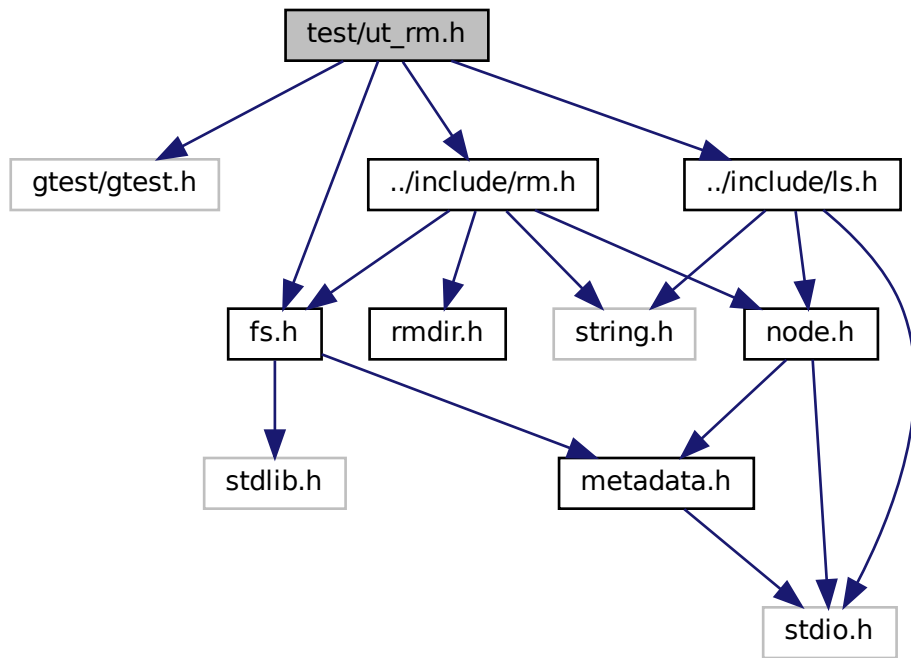 test/ut_rm.h
gtest/gtest.h
../include/rm.h
../include/ls.h
fs.h
rmdir.h
string.h
node.h
stdlib.h
metadata.h
stdio.h